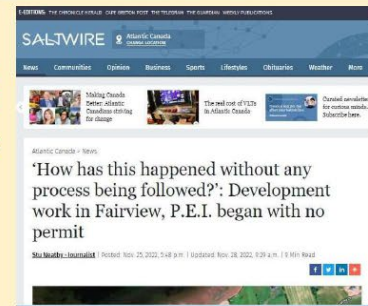 E-EDITIONS: THE CHRONICLE HERALD CAPE BRETON POST THE TELEGRAM THE GUARDIAN WEEKLY PUBLICATIONS
SALTWIRE
Atlantic Canada
CHANGE LOCATION
News Communities Opinion Business Sports Lifestyles Obituaries Weather More
Making Canada
Better: Atlantic
Canadians striving
for change
The real cost of VLTs
in Atlantic Canada
Curated newsletters
for curious minds.
Subscribe here.
Atlantic Canada > News
‘How has this happened without any
process being followed?’: Development
work in Fairview, P.E.I. began with no
permit
Stu Neatby · Journalist | Posted: Nov. 25, 2022, 5:48 p.m. | Updated: Nov. 28, 2022, 9:29 a.m. | 9 Min Read